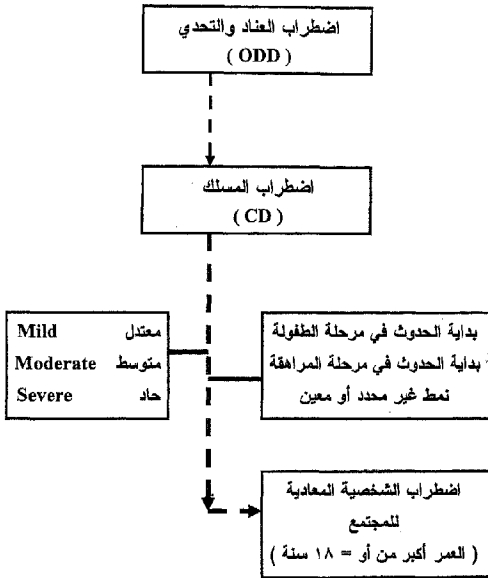 اضطراب العناد والتحدي
( ODD )
اضطراب المسلك
( CD )
بداية الحدوث في مرحلة الطفولة
بداية الحدوث في مرحلة المراهقة
نمط غير محدد أو معين
معتدل Mild
متوسط Moderate
حاد Severe
اضطراب الشخصية المعادية
للمجتمع
( العمر أكبر من أو = ١٨ سنة )